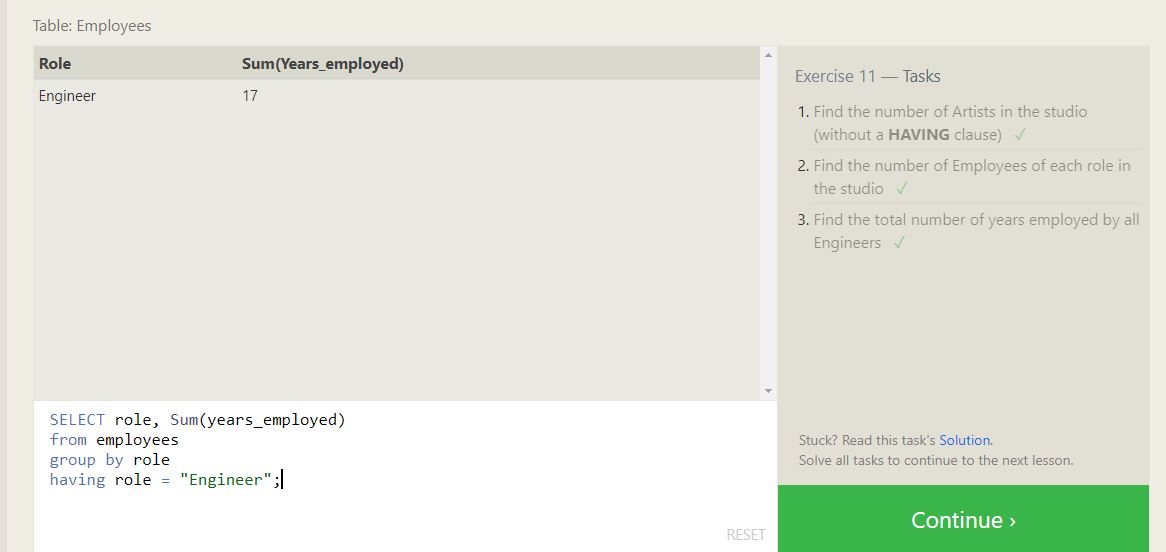 Table: Employees
Role Sum(Years_employed)
Engineer 17
SELECT role, Sum(years_employed)
from employees
group by role
having role = "Engineer";
RESET
Exercise 11 — Tasks
1. Find the number of Artists in the studio
(without a HAVING clause) ✓
2. Find the number of Employees of each role in
the studio ✓
3. Find the total number of years employed by all
Engineers ✓
Stuck? Read this task's Solution.
Solve all tasks to continue to the next lesson.
Continue ›